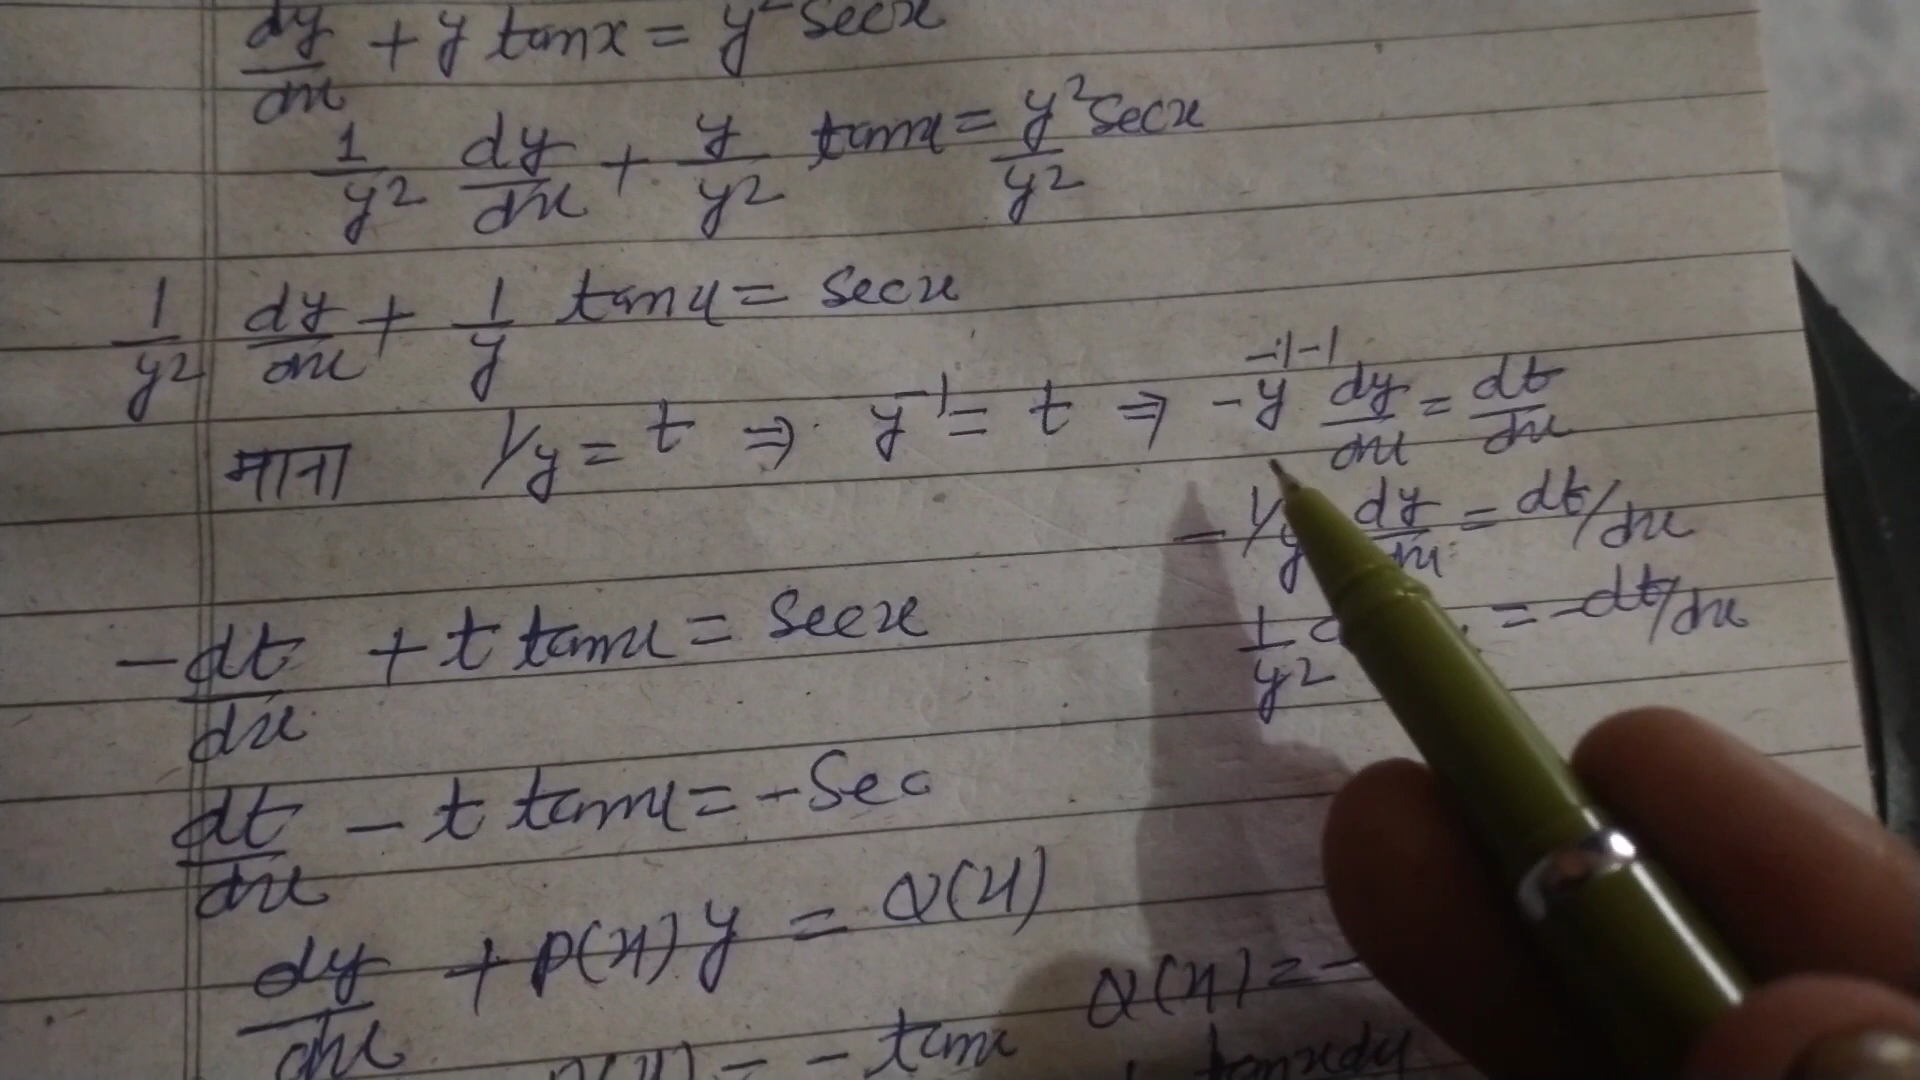 dy/dx + y tanx = y² secx
1/y² dy/dx + y/y² tanx = y² secx/y²
1/y² dy/dx + 1/y tanx = secx
माना 1/y = t ⇒ y⁻¹ = t ⇒ -y⁻¹⁻¹ dy/dx = dt/dx
- 1/y dy/dx = dt/dx
1/y² = -dt/dx
-dt/dx + t tanx = secx
dt/dx - t tanx = -Sec
dy/dx + P(x) y = Q(x)
Q(x) = -
= - tanx
tanxdx